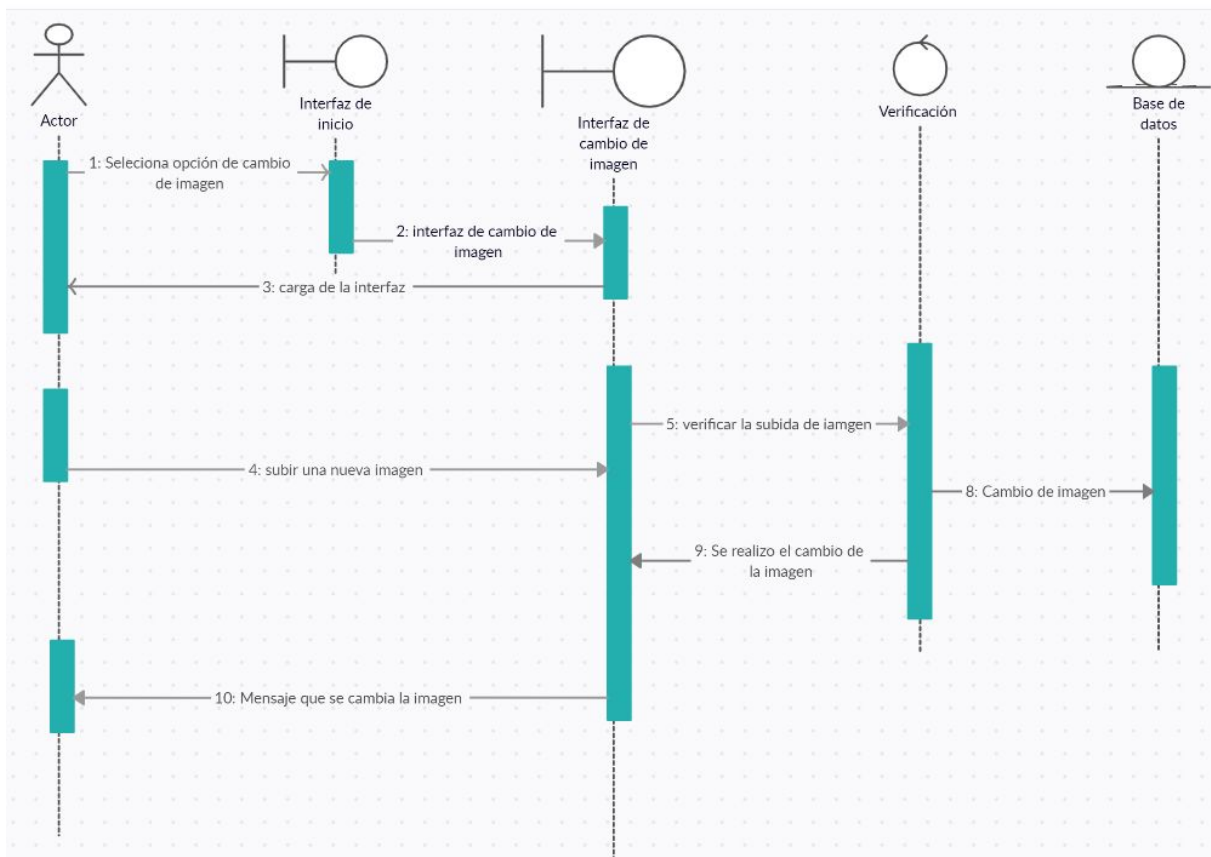 Actor
Interfaz de
inicio
Interfaz de
cambio de
imagen
Verificación
Base de
datos
1: Seleciona opción de cambio
de imagen
2: interfaz de cambio de
imagen
3: carga de la interfaz
5: verificar la subida de iamgen
4: subir una nueva imagen
8: Cambio de imagen
9: Se realizo el cambio de
la imagen
10: Mensaje que se cambia la imagen